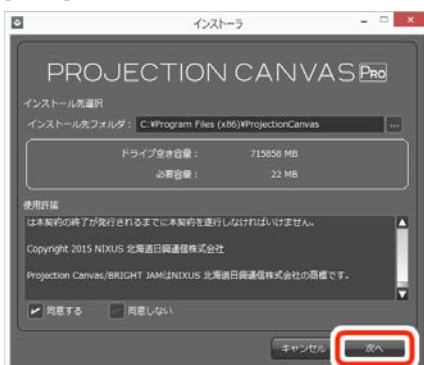 インストーラ
PROJECTION CANVAS PRO
インストール先選択
インストール先フォルダ： C:¥Program Files (x86)¥ProjectionCanvas ...
ドライブ空き容量： 715858 MB
必要容量： 22 MB
使用許諾
は本契約の終了が発行されるまでに本契約を遂行しなければいけません。
Copyright 2015 NIXUS 北海道日興通信株式会社
Projection Canvas/BRIGHT JAMはNIXUS 北海道日興通信株式会社の商標です。
同意する 同意しない
キャンセル 次へ